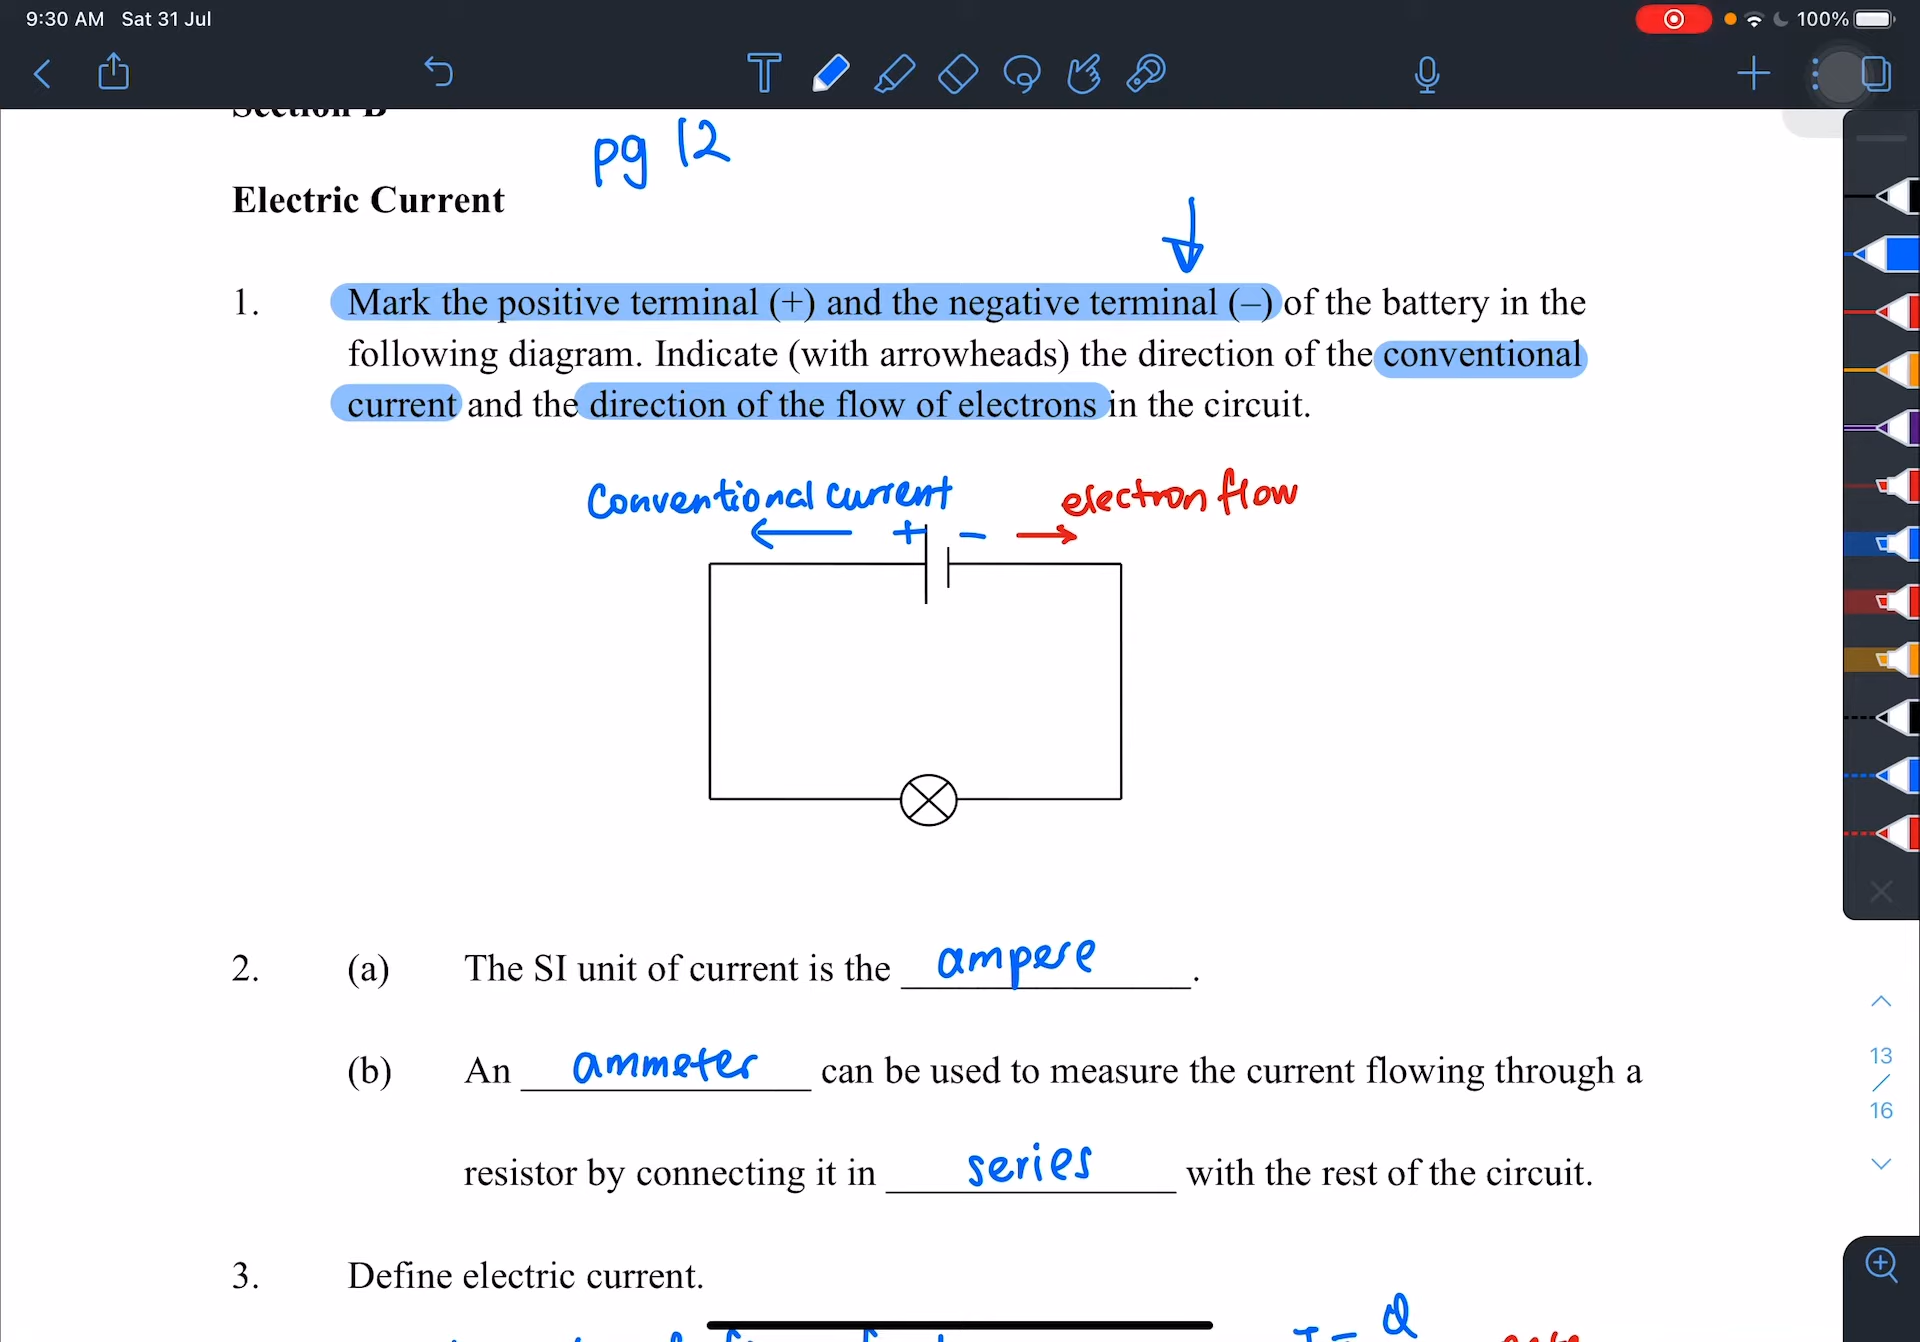 9:30 AM Sat 31 Jul 100%
Section B
pg 12
Electric Current
1. Mark the positive terminal (+) and the negative terminal (–) of the battery in the
following diagram. Indicate (with arrowheads) the direction of the conventional
current and the direction of the flow of electrons in the circuit.
Conventional current electron flow
+ –
2. (a) The SI unit of current is the ampere.
(b) An ammeter can be used to measure the current flowing through a
resistor by connecting it in series with the rest of the circuit.
3. Define electric current.
I = Q
13
/
16